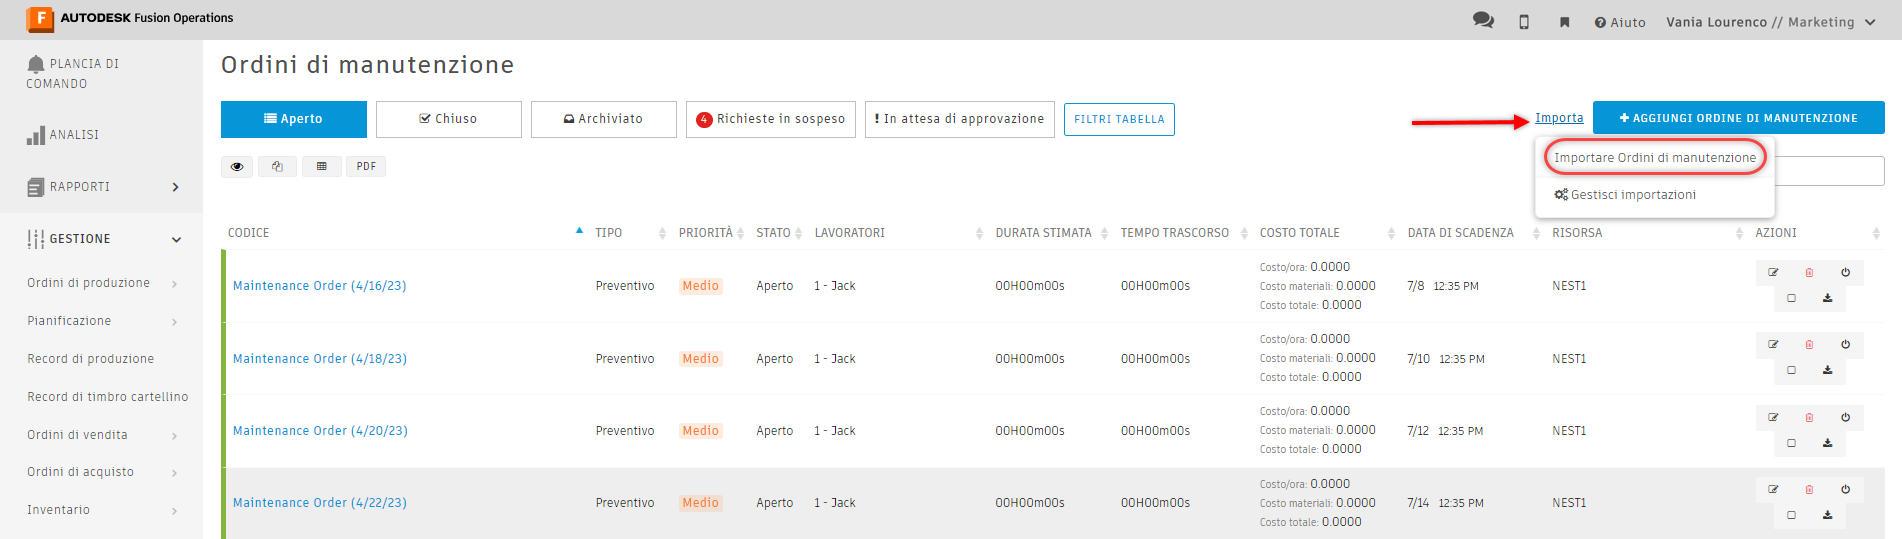 AUTODESK Fusion Operations
Aiuto
Vania Lourenco // Marketing
PLANCIA DI
COMANDO
ANALISI
RAPPORTI
GESTIONE
Ordini di produzione
Pianificazione
Record di produzione
Record di timbro cartellino
Ordini di vendita
Ordini di acquisto
Inventario
Ordini di manutenzione
Aperto
Chiuso
Archiviato
4 Richieste in sospeso
! In attesa di approvazione
FILTRI TABELLA
Importa
+ AGGIUNGI ORDINE DI MANUTENZIONE
Importare Ordini di manutenzione
Gestisci importazioni
PDF
CODICE TIPO PRIORITÀ STATO LAVORATORI DURATA STIMATA TEMPO TRASCORSO COSTO TOTALE DATA DI SCADENZA RISORSA AZIONI
Costo/ora: 0.0000
Maintenance Order (4/16/23) Preventivo Medio Aperto 1 - Jack 00H00m00s 00H00m00s Costo materiali: 0.0000 7/8 12:35 PM NEST1
Costo totale: 0.0000
Costo/ora: 0.0000
Maintenance Order (4/18/23) Preventivo Medio Aperto 1 - Jack 00H00m00s 00H00m00s Costo materiali: 0.0000 7/10 12:35 PM NEST1
Costo totale: 0.0000
Costo/ora: 0.0000
Maintenance Order (4/20/23) Preventivo Medio Aperto 1 - Jack 00H00m00s 00H00m00s Costo materiali: 0.0000 7/12 12:35 PM NEST1
Costo totale: 0.0000
Costo/ora: 0.0000
Maintenance Order (4/22/23) Preventivo Medio Aperto 1 - Jack 00H00m00s 00H00m00s Costo materiali: 0.0000 7/14 12:35 PM NEST1
Costo totale: 0.0000